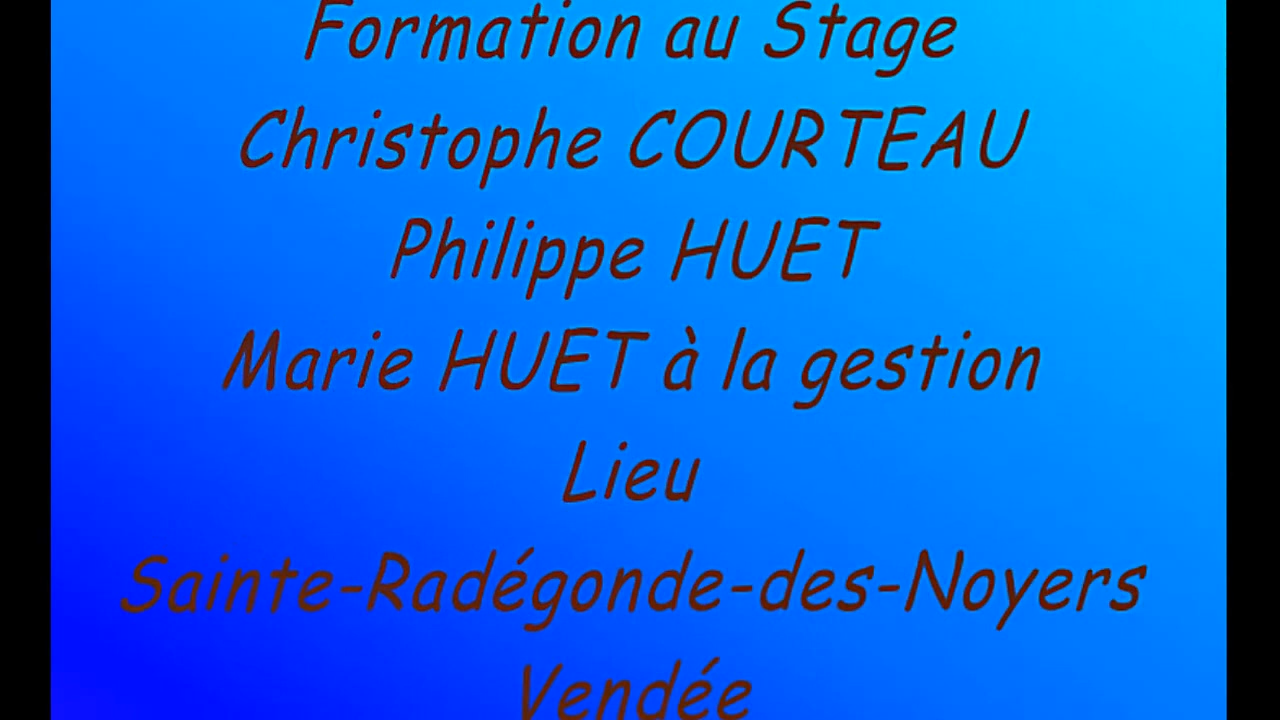 Formation au Stage
Christophe COURTEAU
Philippe HUET
Marie HUET à la gestion
Lieu
Sainte-Radégonde-des-Noyers
Vendée